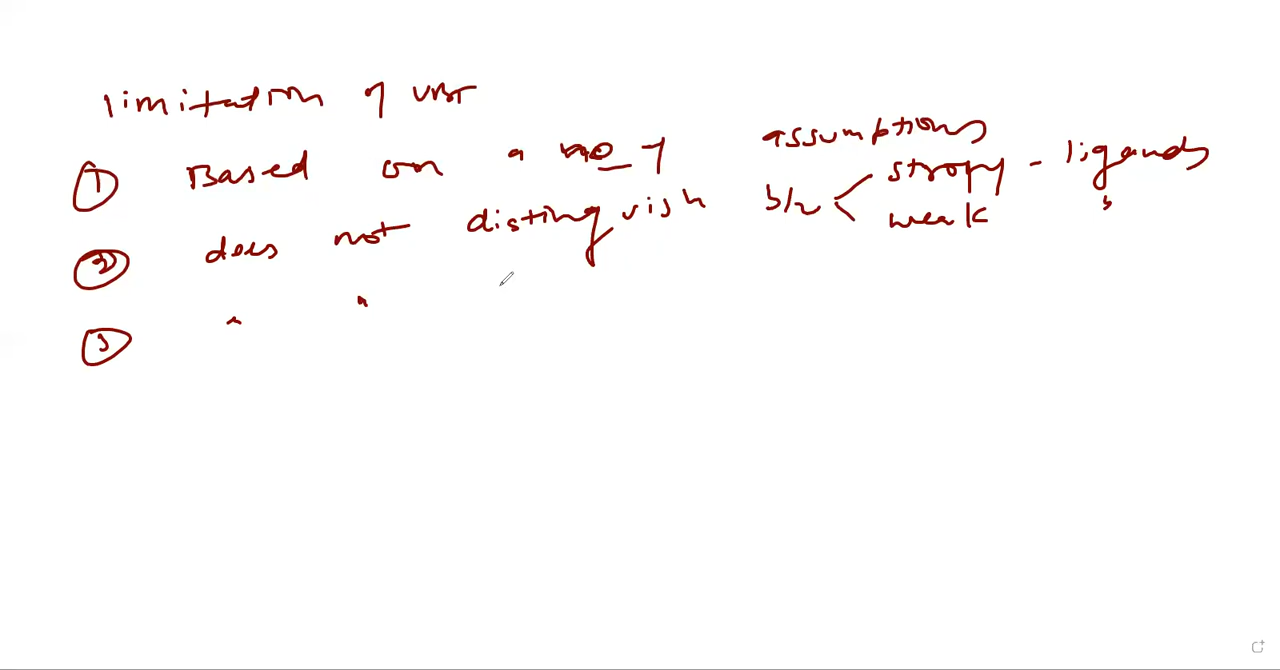 limitation of VBT
① Based on a no of assumptions
② does not distinguish b/w strong - ligands
weak
③ " "